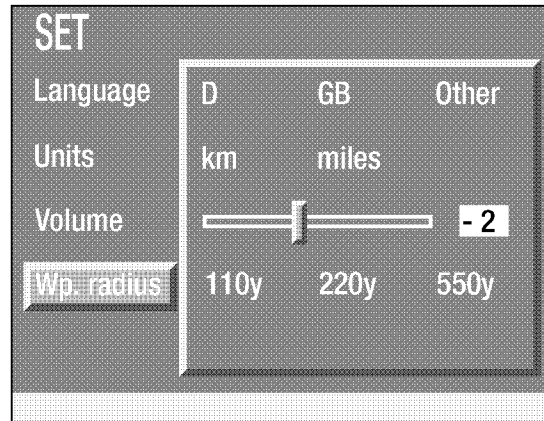 SET
Language D GB Other
Units km miles
Volume - 2
Wp. radius 110y 220y 550y